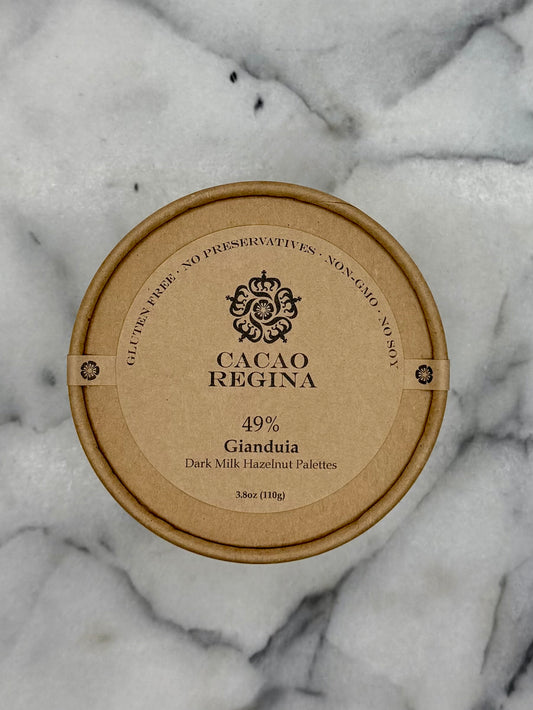 GLUTEN FREE · NO PRESERVATIVES · NON-GMO · NO SOY
CACAO
REGINA
49%
Gianduia
Dark Milk Hazelnut Palettes
3.8oz (110g)